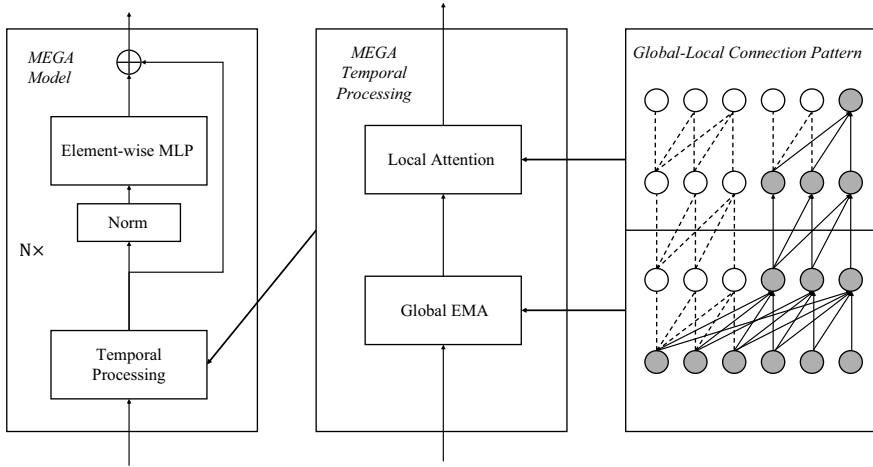 MEGA
Model
Element-wise MLP
Norm
N×
Temporal
Processing
MEGA
Temporal
Processing
Local Attention
Global EMA
Global-Local Connection Pattern